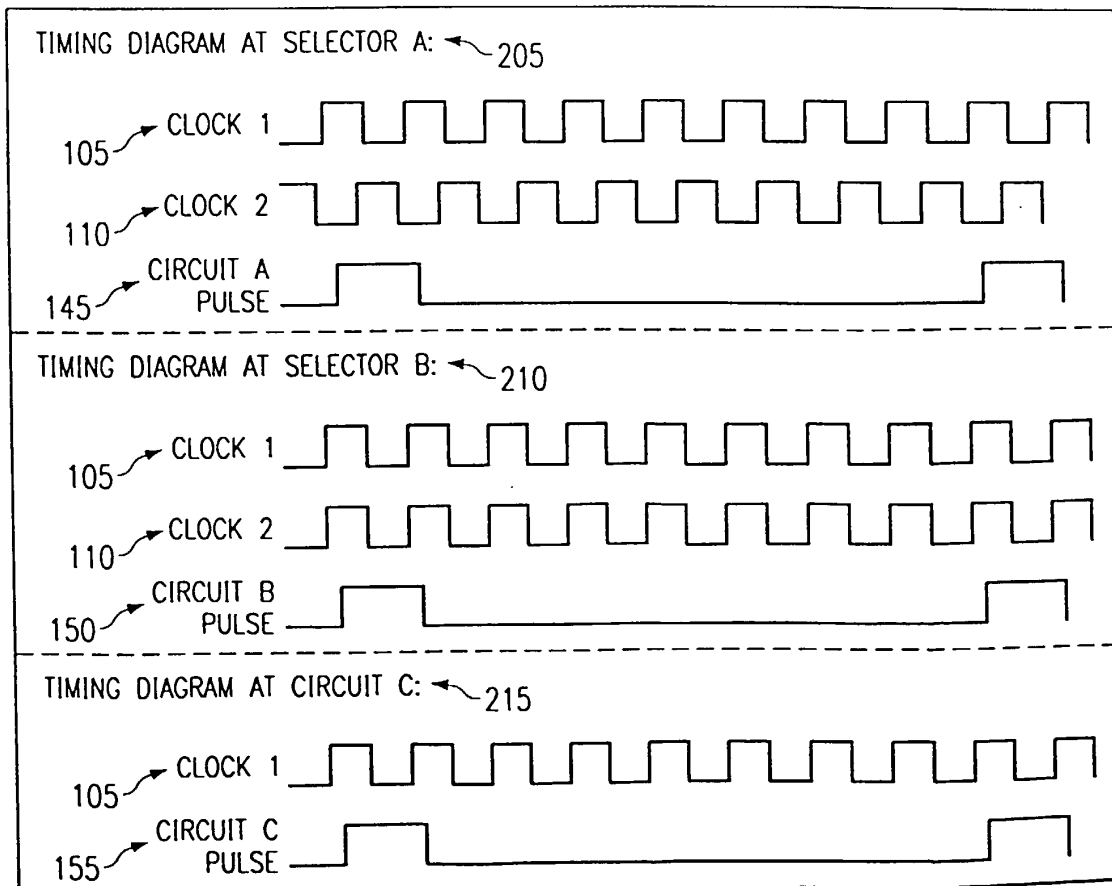 TIMING DIAGRAM AT SELECTOR A: 205
105 CLOCK 1
110 CLOCK 2
CIRCUIT A
145 PULSE
TIMING DIAGRAM AT SELECTOR B: 210
105 CLOCK 1
110 CLOCK 2
CIRCUIT B
150 PULSE
TIMING DIAGRAM AT CIRCUIT C: 215
105 CLOCK 1
CIRCUIT C
155 PULSE